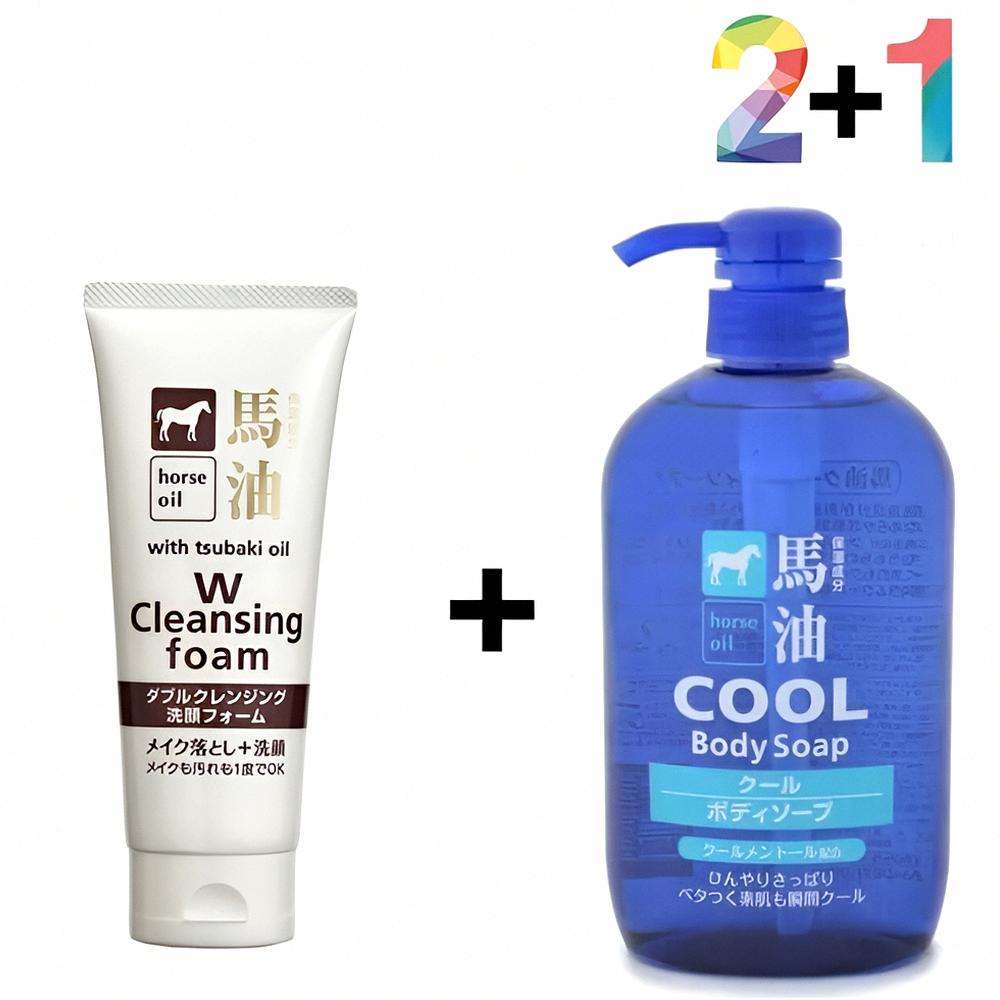 2+1
馬油
horse
oil
with tsubaki oil
W
Cleansing
foam
ダブルクレンジング
洗顔フォーム
メイク落とし+洗顔
メイクも汚れも1度でOK
+
馬油
horse
oil
COOL
Body Soap
クール
ボディソープ
クールメントール配合
ひんやりさっぱり
ベタつく素肌も瞬間クール